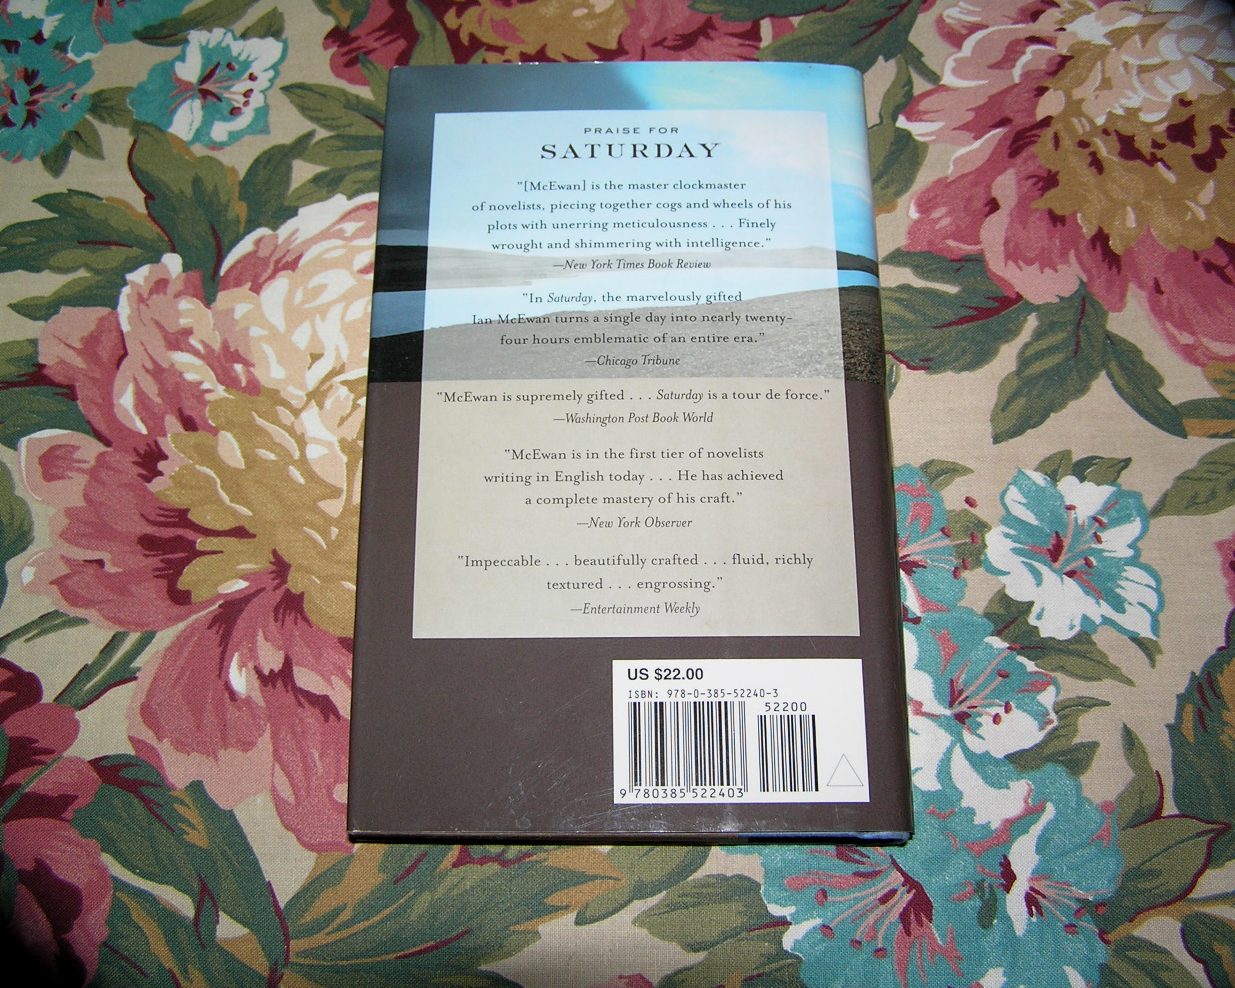 PRAISE FOR
SATURDAY
"[McEwan] is the master clockmaster
of novelists, piecing together cogs and wheels of his
plots with unerring meticulousness . . . Finely
wrought and shimmering with intelligence."
—New York Times Book Review
"In Saturday, the marvelously gifted
Ian McEwan turns a single day into nearly twenty-
four hours emblematic of an entire era."
—Chicago Tribune
"McEwan is supremely gifted . . . Saturday is a tour de force."
—Washington Post Book World
"McEwan is in the first tier of novelists
writing in English today . . . He has achieved
a complete mastery of his craft."
—New York Observer
"Impeccable . . . beautifully crafted . . . fluid, richly
textured . . . engrossing."
—Entertainment Weekly
US $22.00
ISBN: 978-0-385-52240-3
52200
9 780385 522403